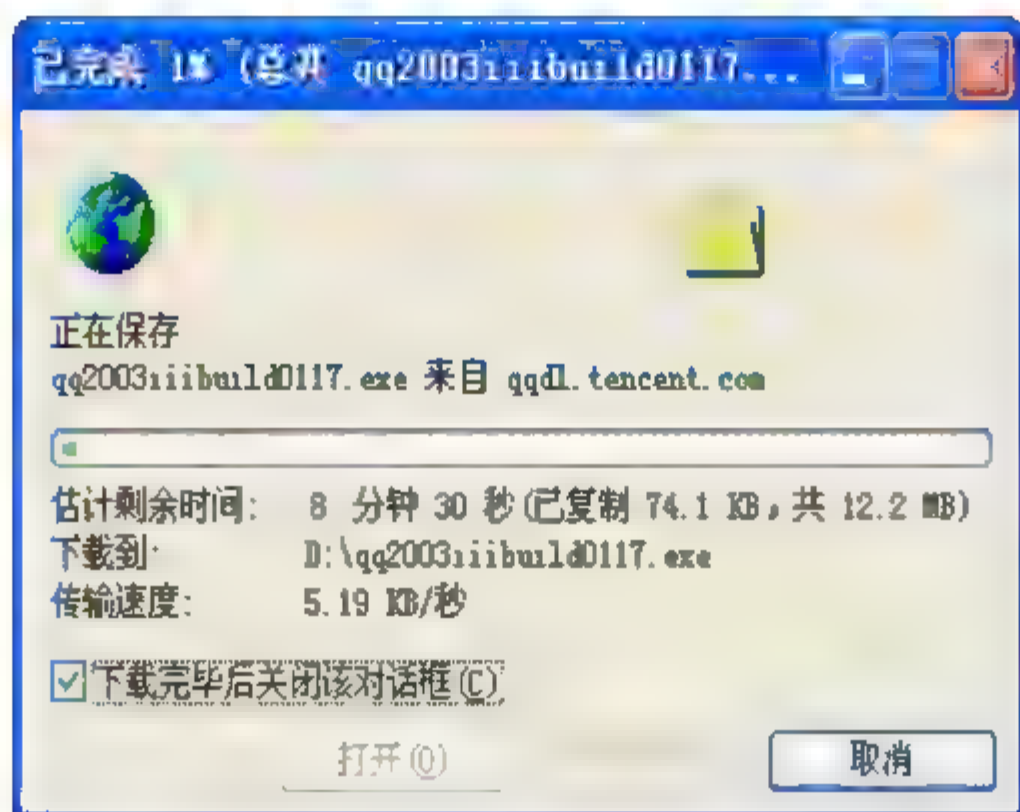 已完成 1% (总共 qq2003iiibuild0117...
正在保存
qq2003iiibuild0117.exe 来自 qqdl.tencent.com
估计剩余时间: 8 分钟 30 秒(已复制 74.1 KB，共 12.2 MB)
下载到: D:\qq2003iiibuild0117.exe
传输速度: 5.19 KB/秒
下载完毕后关闭该对话框(C)
打开(O) 取消